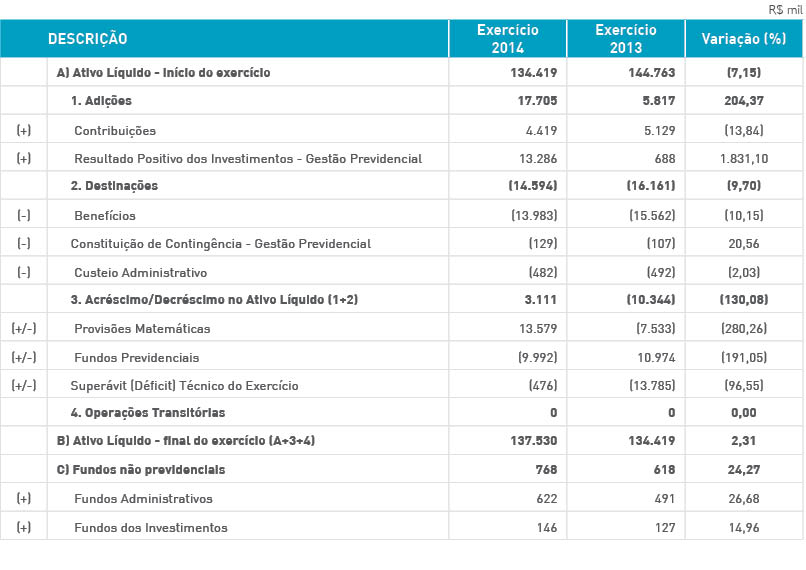 R$ mil
DESCRIÇÃO Exercício 2014 Exercício 2013 Variação (%)
A) Ativo Líquido - Início do exercício 134.419 144.763 (7,15)
1. Adições 17.705 5.817 204,37
(+) Contribuições 4.419 5.129 (13,84)
(+) Resultado Positivo dos Investimentos - Gestão Previdencial 13.286 688 1.831,10
2. Destinações (14.594) (16.161) (9,70)
(-) Benefícios (13.983) (15.562) (10,15)
(-) Constituição de Contingência - Gestão Previdencial (129) (107) 20,56
(-) Custeio Administrativo (482) (492) (2,03)
3. Acréscimo/Decréscimo no Ativo Líquido (1+2) 3.111 (10.344) (130,08)
(+/-) Provisões Matemáticas 13.579 (7.533) (280,26)
(+/-) Fundos Previdenciais (9.992) 10.974 (191,05)
(+/-) Superávit (Déficit) Técnico do Exercício (476) (13.785) (96,55)
4. Operações Transitórias 0 0 0,00
B) Ativo Líquido - final do exercício (A+3+4) 137.530 134.419 2,31
C) Fundos não previdenciais 768 618 24,27
(+) Fundos Administrativos 622 491 26,68
(+) Fundos dos Investimentos 146 127 14,96